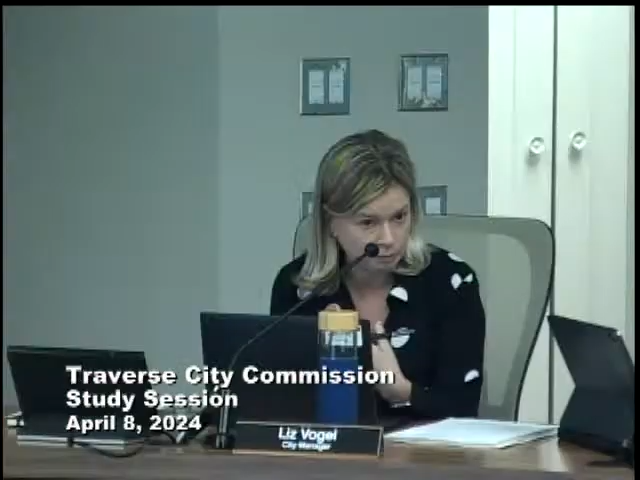 Traverse City Commission
Study Session
April 8, 2024
Liz Vogel
City Manager